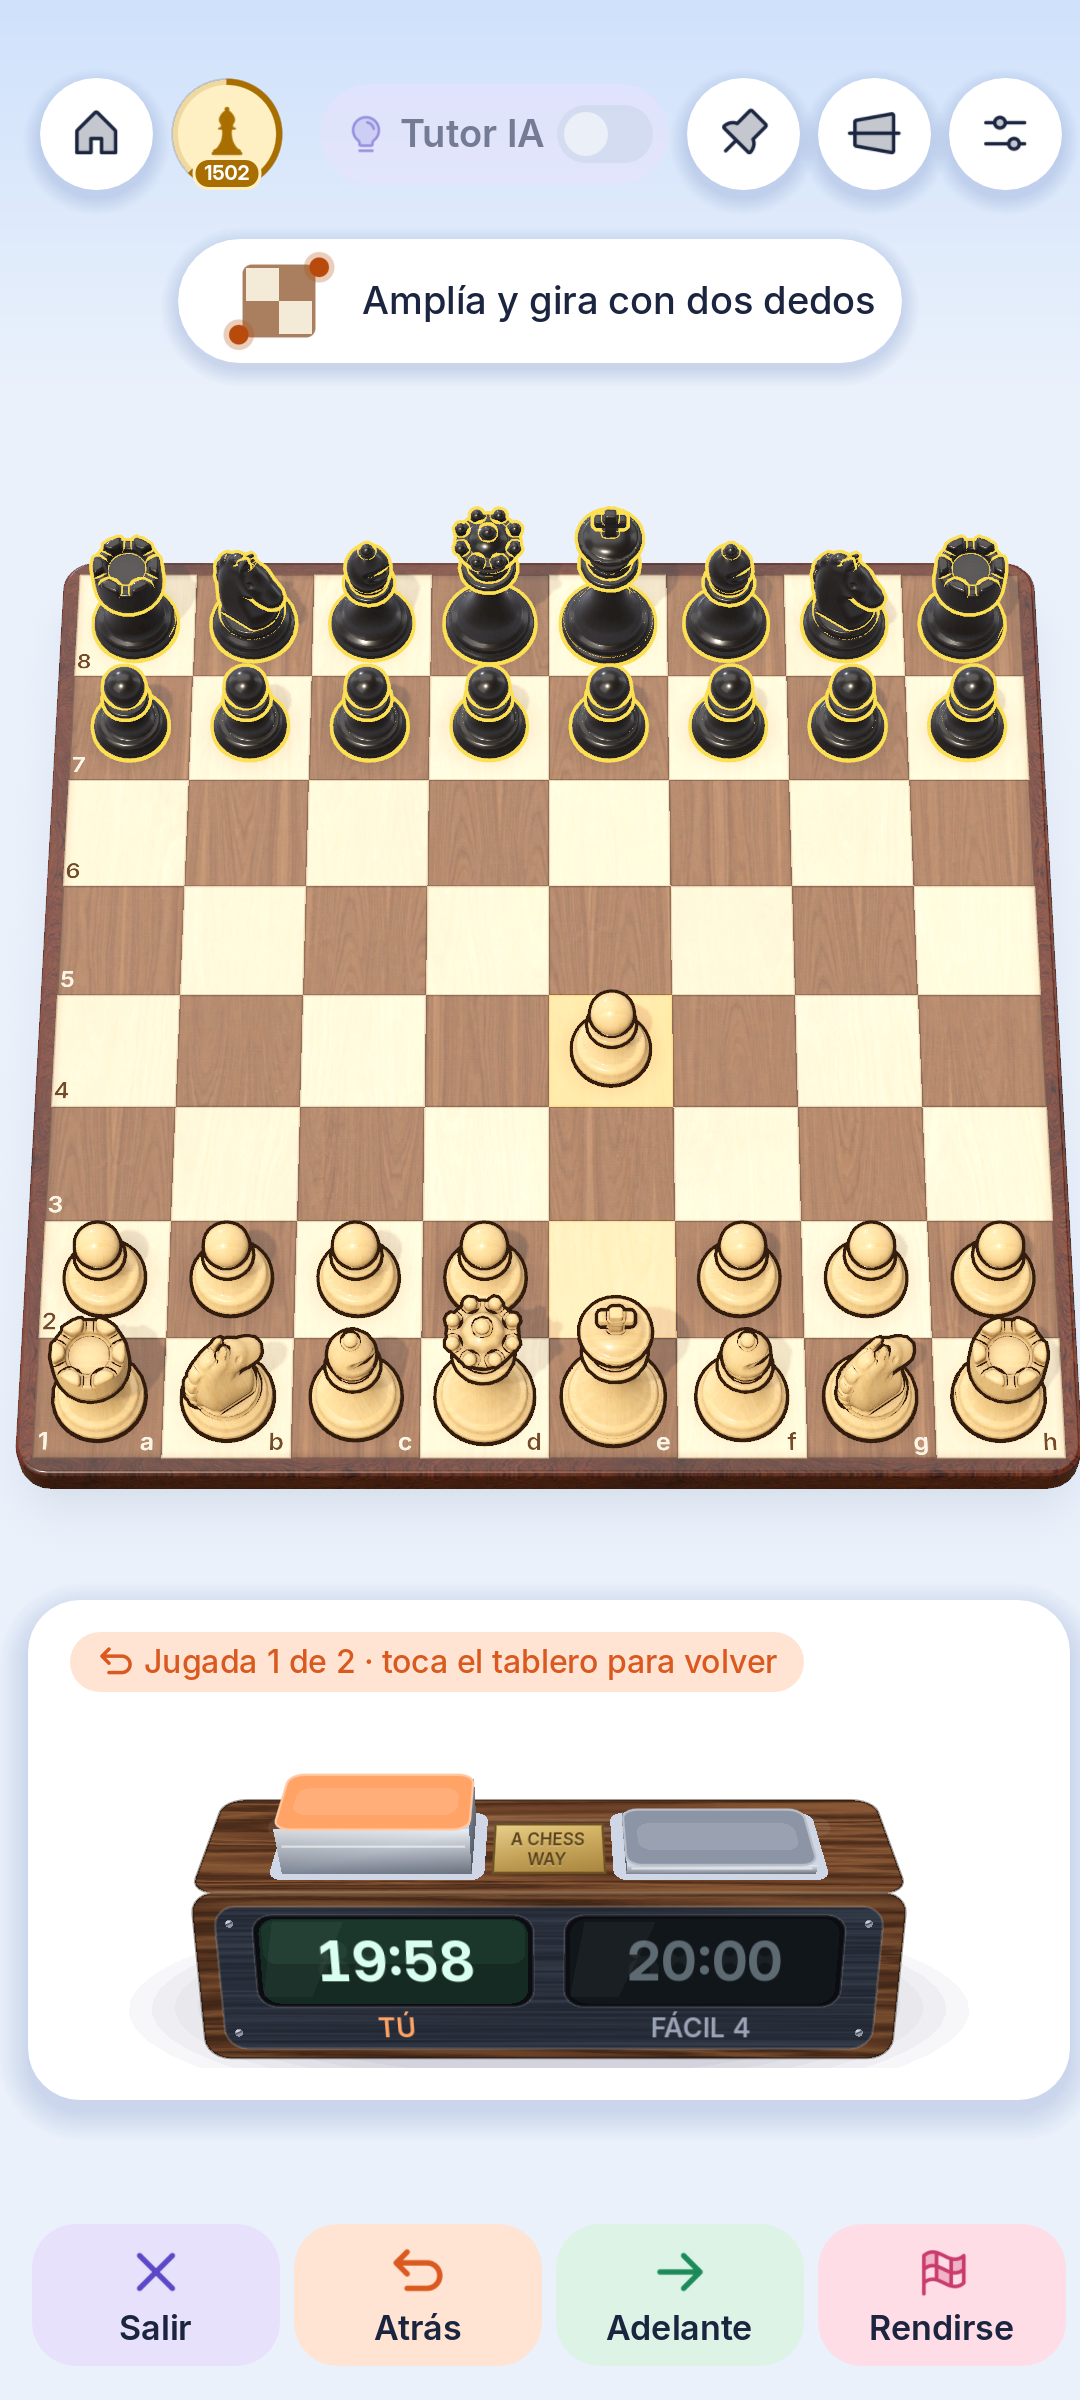 1502
Tutor IA
Amplía y gira con dos dedos
8
7
6
5
4
3
2
1 a b c d e f g h
Jugada 1 de 2 · toca el tablero para volver
A CHESS
WAY
19:58 20:00
TÚ FÁCIL 4
Salir Atrás Adelante Rendirse